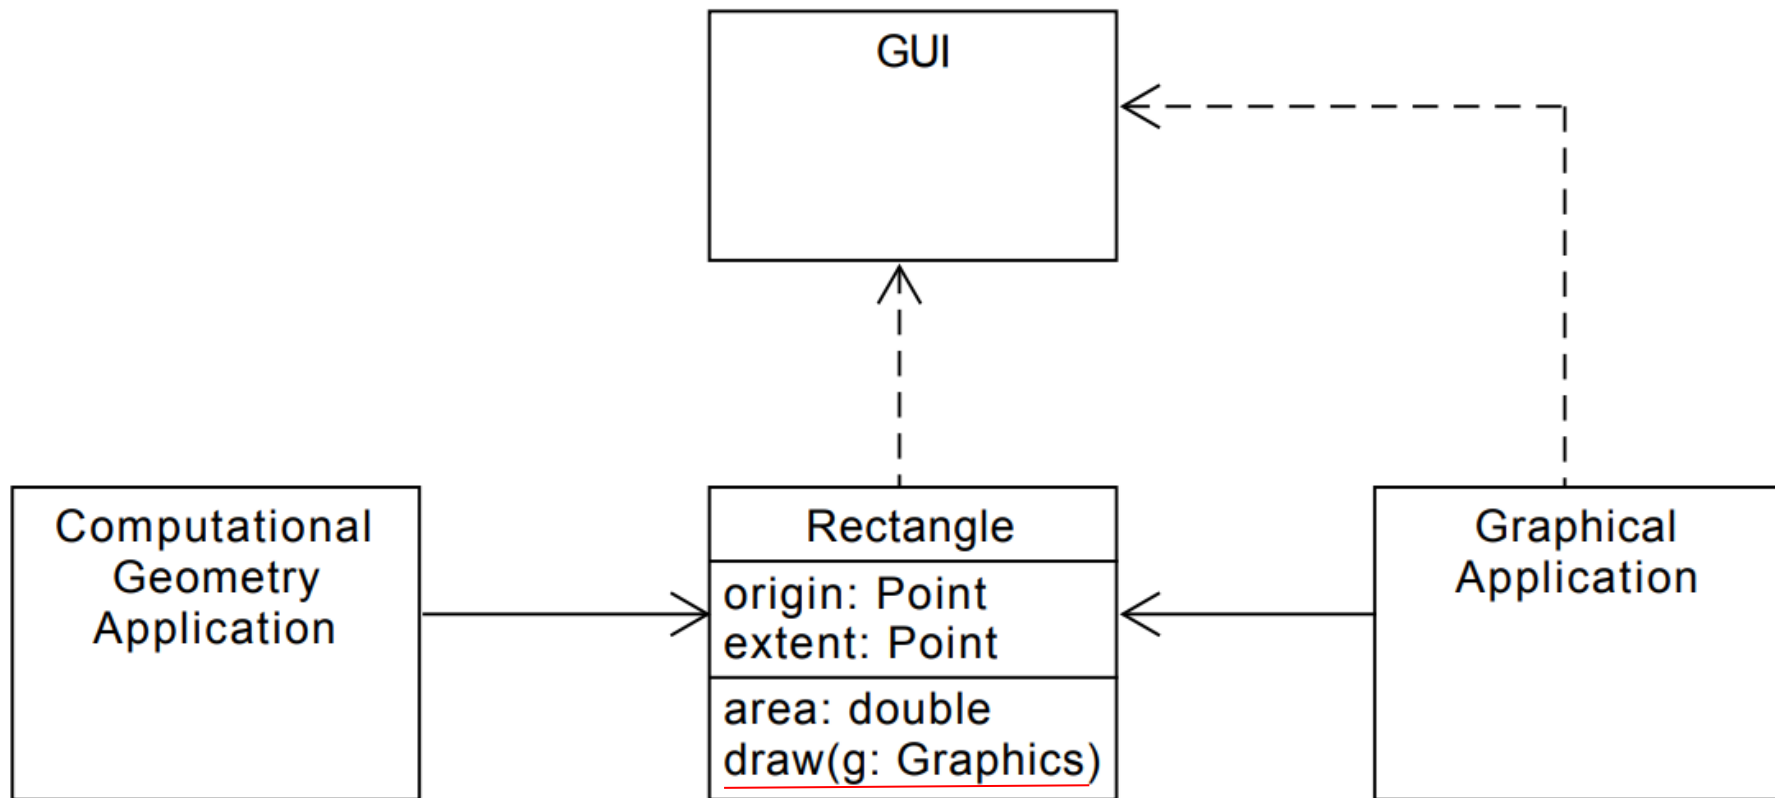 GUI
Computational
Geometry
Application
Rectangle
origin: Point
extent: Point
area: double
draw(g: Graphics)
Graphical
Application